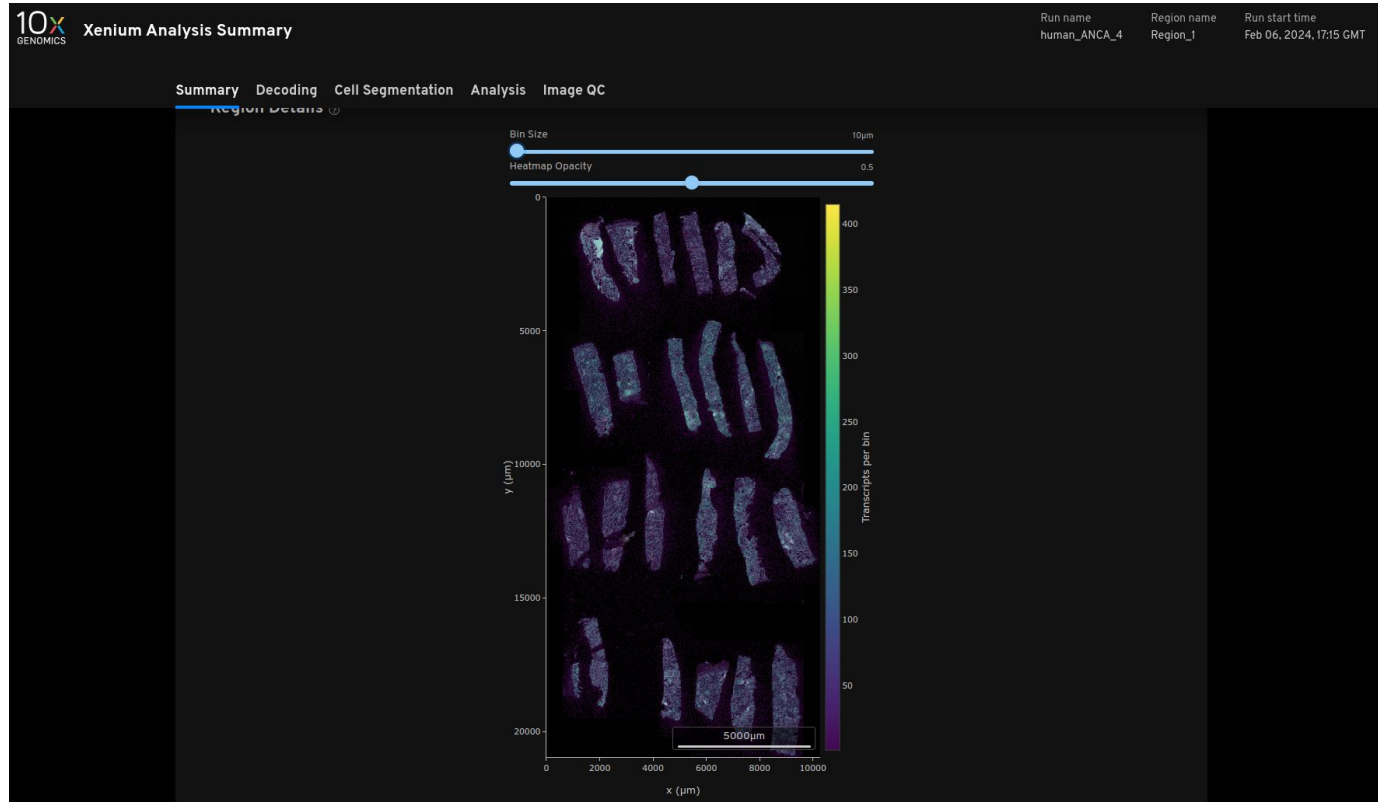 10X
GENOMICS
Xenium Analysis Summary
Run name
human_ANCA_4
Region name
Region_1
Run start time
Feb 06, 2024, 17:15 GMT
Summary Decoding Cell Segmentation Analysis Image QC
Region Details ?
Bin Size 10µm
Heatmap Opacity 0.5
0
5000
10000
15000
20000
y (µm)
0 2000 4000 6000 8000 10000
x (µm)
5000µm
400
350
300
250
200
150
100
50
Transcripts per bin